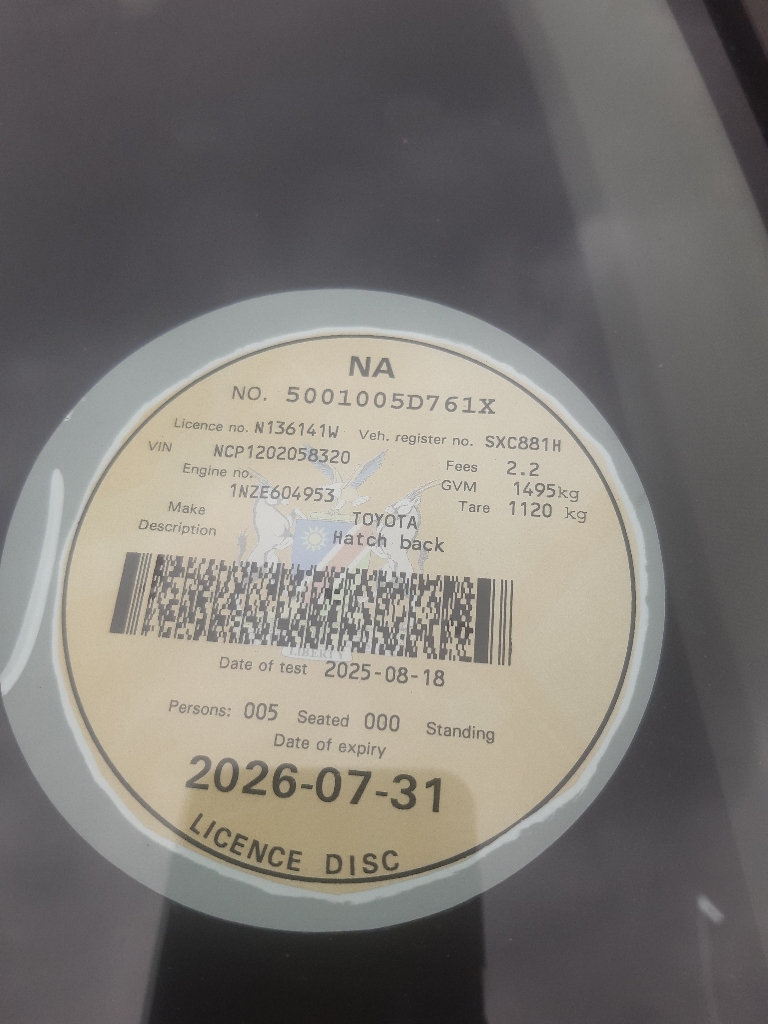 NA
NO. 5001005D761X
Licence no. N136141W Veh. register no. SXC881H
VIN NCP1202058320 Fees 2.2
Engine no. 1NZE604953 GVM 1495kg
Tare 1120 kg
Make TOYOTA
Description Hatch back
LIBERTY
Date of test 2025-08-18
Persons: 005 Seated 000 Standing
Date of expiry
2026-07-31
LICENCE DISC